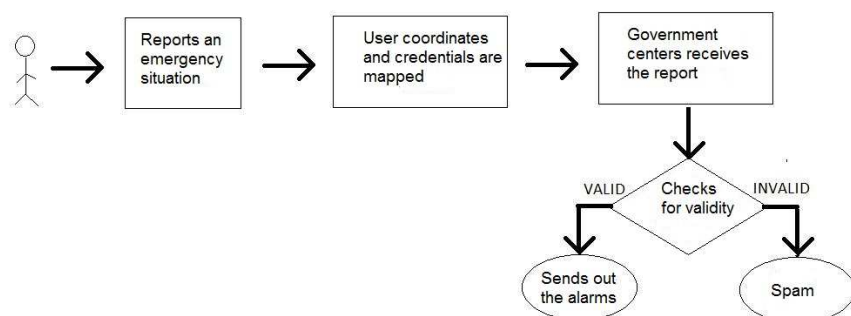 Reports an
emergency
situation
User coordinates
and credentials are
mapped
Government
centers receives
the report
VALID
Checks
for validity
INVALID
Sends out
the alarms
Spam